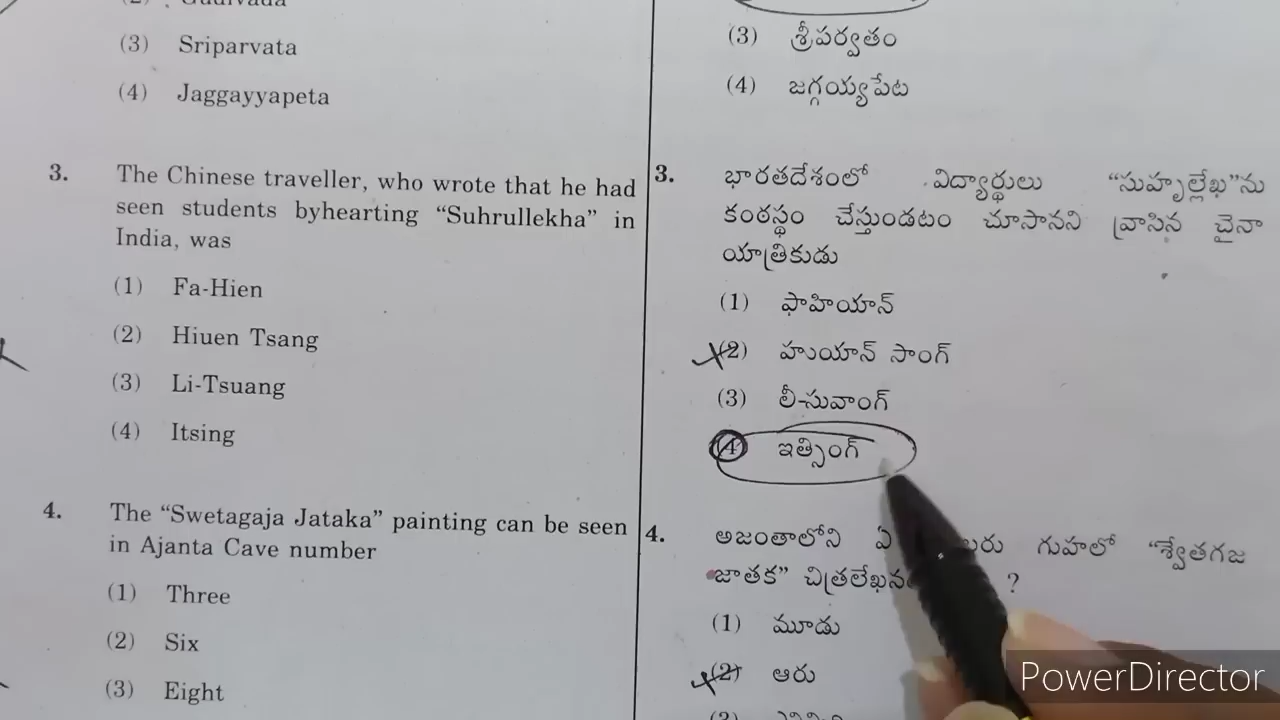 (3) Sriparvata
(4) Jaggayyapeta
3. The Chinese traveller, who wrote that he had
seen students byhearting “Suhrullekha” in
India, was
(1) Fa-Hien
(2) Hiuen Tsang
(3) Li-Tsuang
(4) Itsing
4. The “Swetagaja Jataka” painting can be seen
in Ajanta Cave number
(1) Three
(2) Six
(3) Eight
(3) శ్రీపర్వతం
(4) జగ్గయ్యపేట
3. భారతదేశంలో విద్యార్థులు “సుహృల్లేఖ”ను
కంఠస్థం చేస్తుండటం చూసానని వ్రాసిన చైనా
యాత్రికుడు
(1) ఫాహియాన్
(2) హుయాన్ సాంగ్
(3) లీ-సువాంగ్
(4) ఇత్సింగ్
4. అజంతాలోని గుహలో “శ్వేతగజ
జాతక” ?
(1) మూడు
(2) ఆరు
PowerDirector